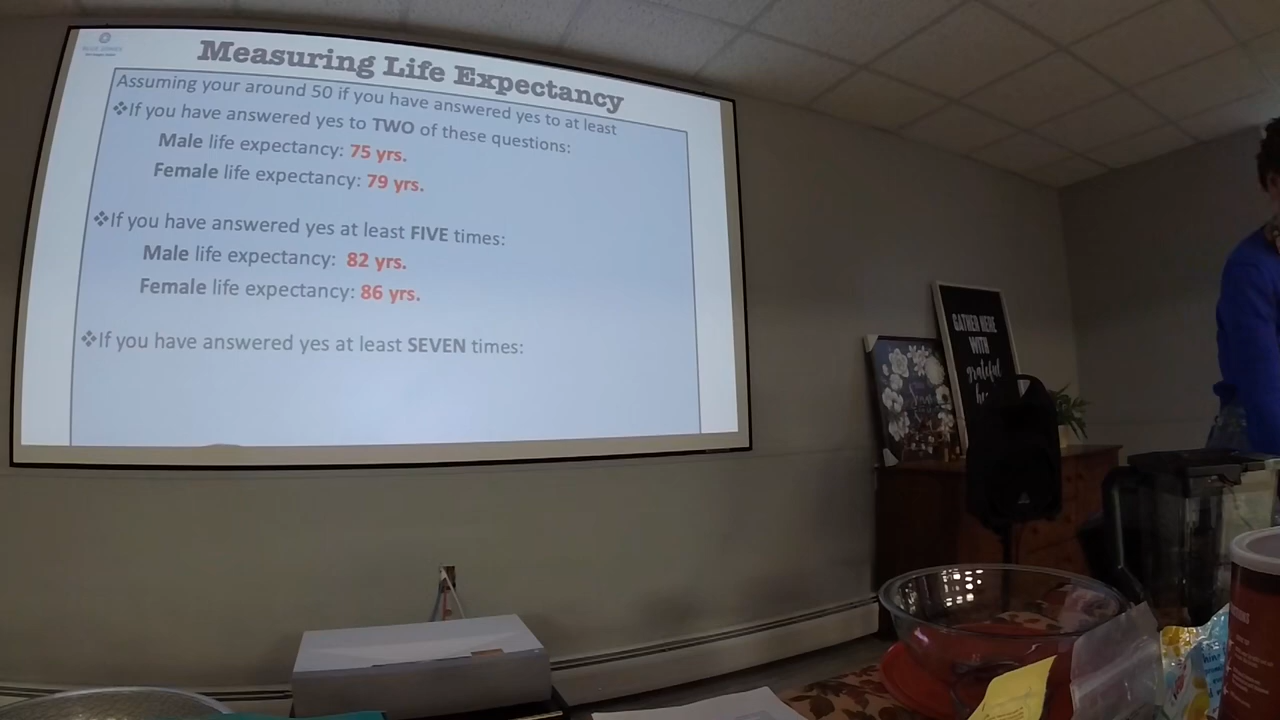 BLUE ZONES
Measuring Life Expectancy
Assuming your around 50 if you have answered yes to at least
❖If you have answered yes to TWO of these questions:
Male life expectancy: 75 yrs.
Female life expectancy: 79 yrs.
❖If you have answered yes at least FIVE times:
Male life expectancy: 82 yrs.
Female life expectancy: 86 yrs.
❖If you have answered yes at least SEVEN times:
GATHER HERE
WITH
grateful